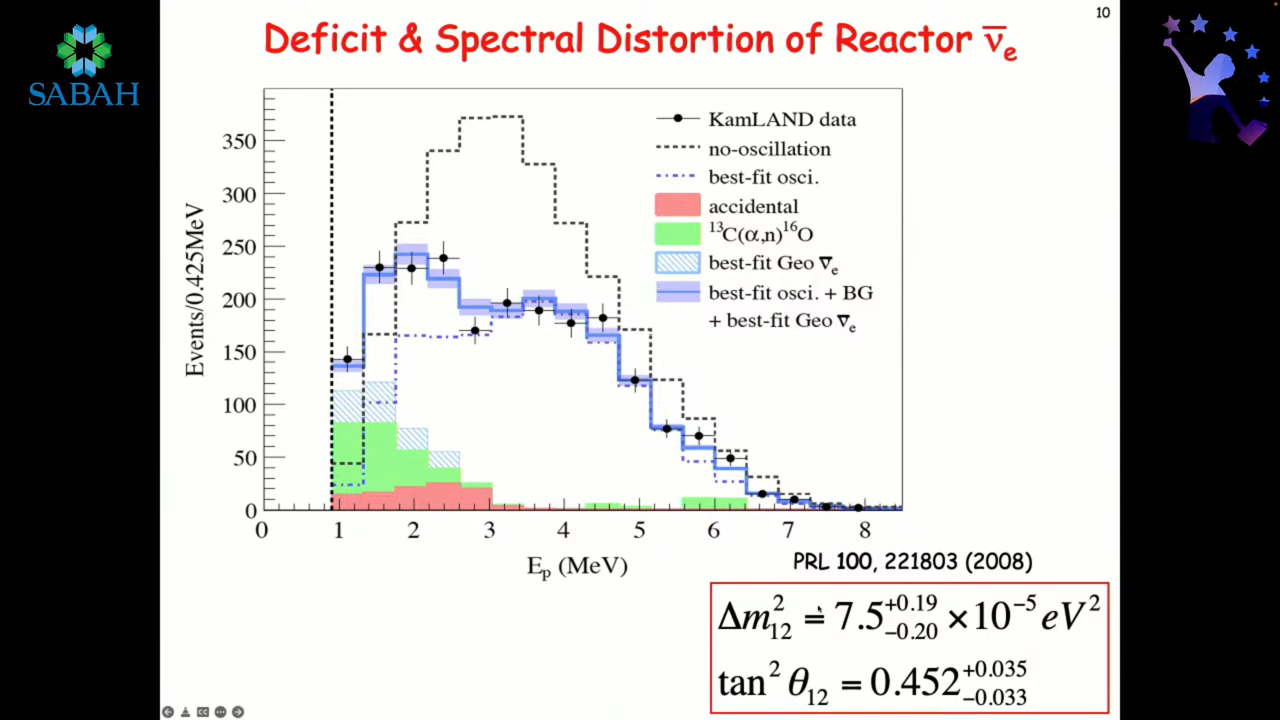 10
Deficit & Spectral Distortion of Reactor ν̅ₑ
SABAH
KamLAND data
no-oscillation
best-fit osci.
accidental
¹³C(α,n)¹⁶O
best-fit Geo ν̅ₑ
best-fit osci. + BG
+ best-fit Geo ν̅ₑ
Events/0.425MeV
350
300
250
200
150
100
50
0
0 1 2 3 4 5 6 7 8
Eₚ (MeV)
PRL 100, 221803 (2008)
Δm²₁₂ = 7.5 +0.19 −0.20 ×10⁻⁵ eV²
tan² θ₁₂ = 0.452 +0.035 −0.033